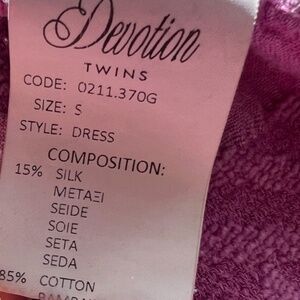 Devotion
TWINS
CODE: 0211.370G
SIZE: S
STYLE: DRESS
COMPOSITION:
15% SILK
ΜΕΤΑΞΙ
SEIDE
SOIE
SETA
SEDA
85% COTTON